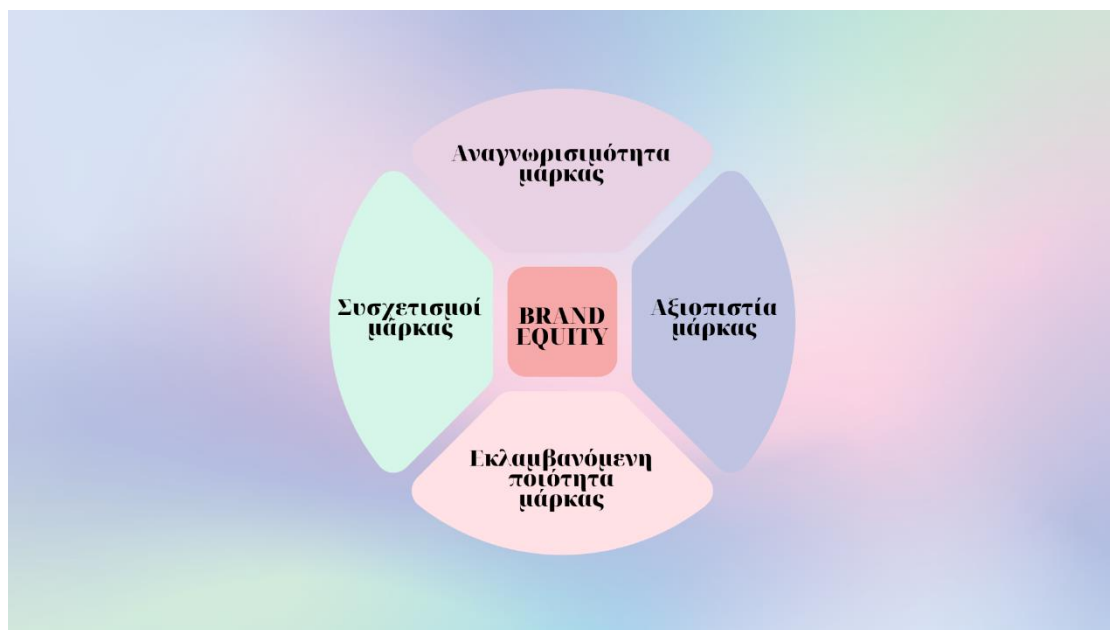 Αναγνωρισιμότητα
μάρκας
Συσχετισμοί
μάρκας
BRAND
EQUITY
Αξιοπιστία
μάρκας
Εκλαμβανόμενη
ποιότητα
μάρκας